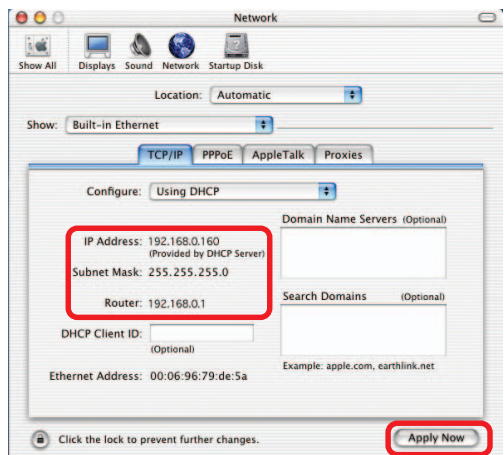 Network
Show All Displays Sound Network Startup Disk
Location: Automatic
Show: Built-in Ethernet
TCP/IP PPPoE AppleTalk Proxies
Configure: Using DHCP
Domain Name Servers (Optional)
IP Address: 192.168.0.160
(Provided by DHCP Server)
Subnet Mask: 255.255.255.0
Router: 192.168.0.1
Search Domains (Optional)
DHCP Client ID:
(Optional)
Example: apple.com, earthlink.net
Ethernet Address: 00:06:96:79:de:5a
Click the lock to prevent further changes.
Apply Now